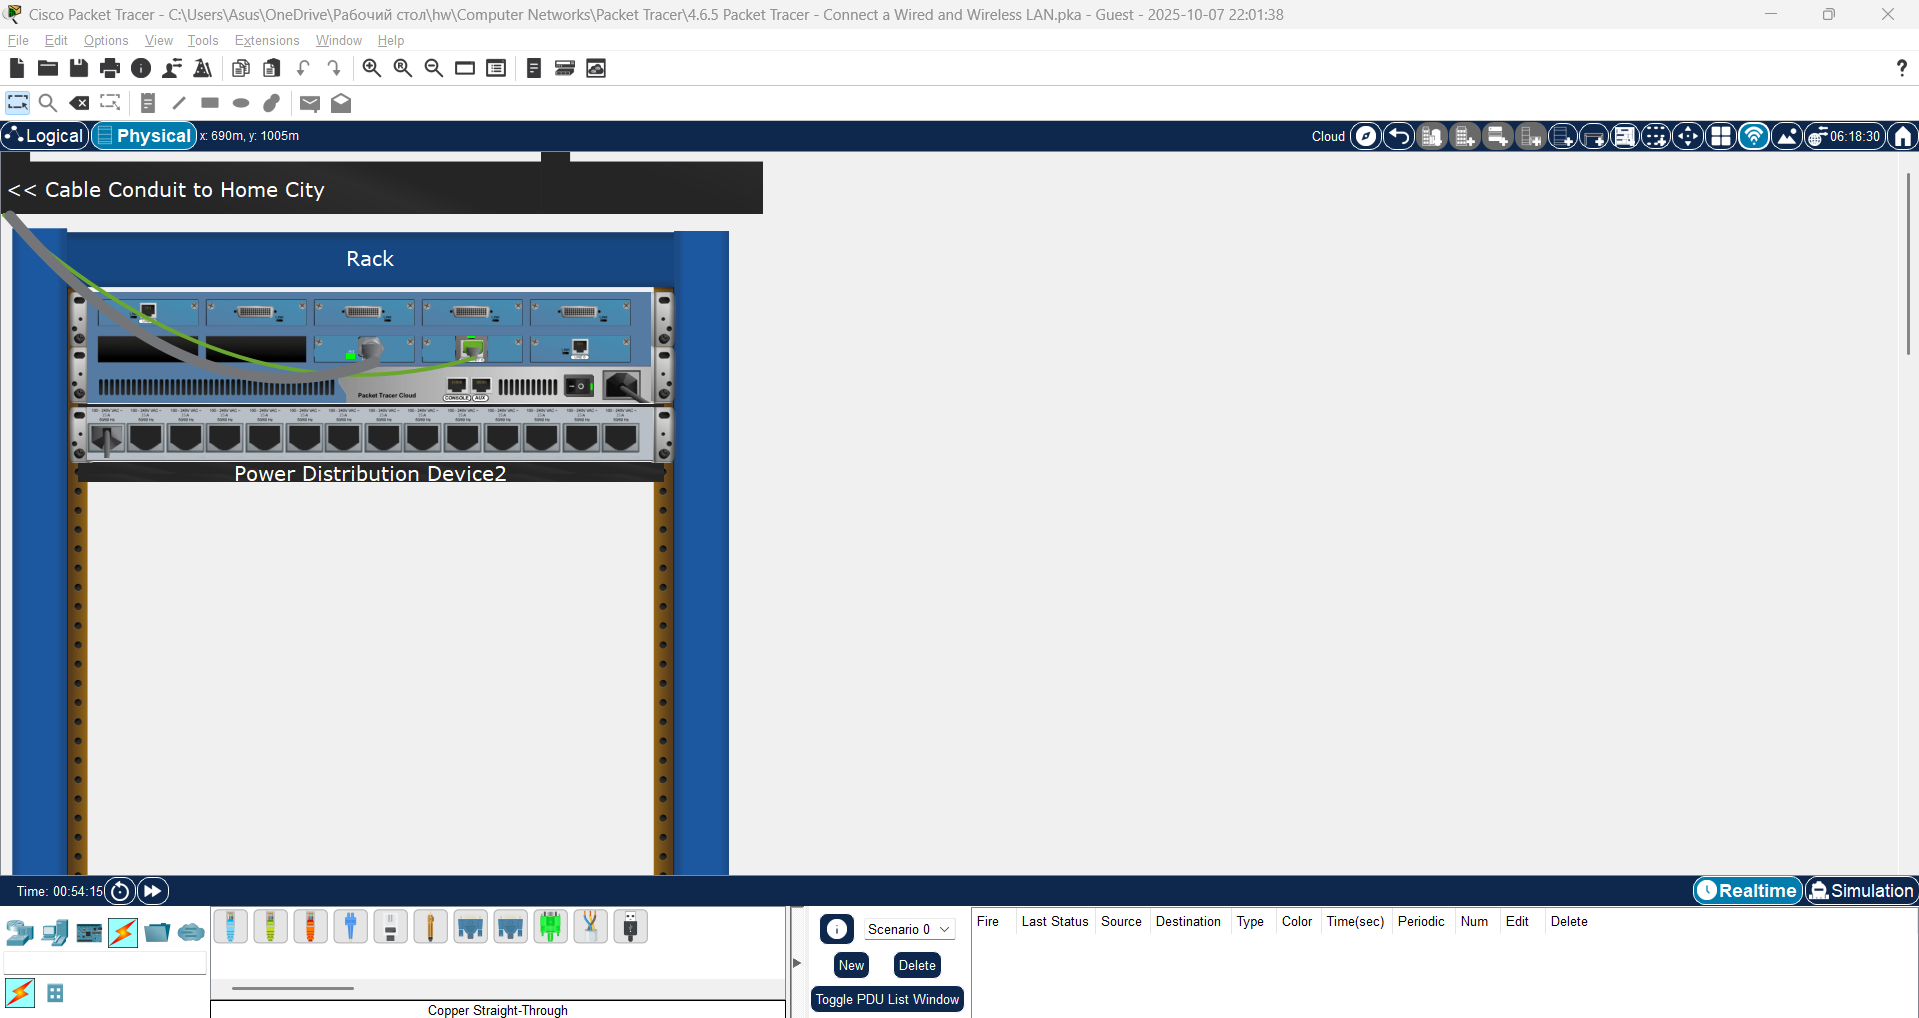 Cisco Packet Tracer - C:\Users\Asus\OneDrive\Рабочий стол\hw\Computer Networks\Packet Tracer\4.6.5 Packet Tracer - Connect a Wired and Wireless LAN.pka - Guest - 2025-10-07 22:01:38
File Edit Options View Tools Extensions Window Help
Logical Physical x: 690m, y: 1005m Cloud 06:18:30
<< Cable Conduit to Home City
Rack
Packet Tracer Cloud CONSOLE AUX
Power Distribution Device2
Time: 00:54:15 Realtime Simulation
Scenario 0 Fire Last Status Source Destination Type Color Time(sec) Periodic Num Edit Delete
New Delete
Toggle PDU List Window
Copper Straight-Through